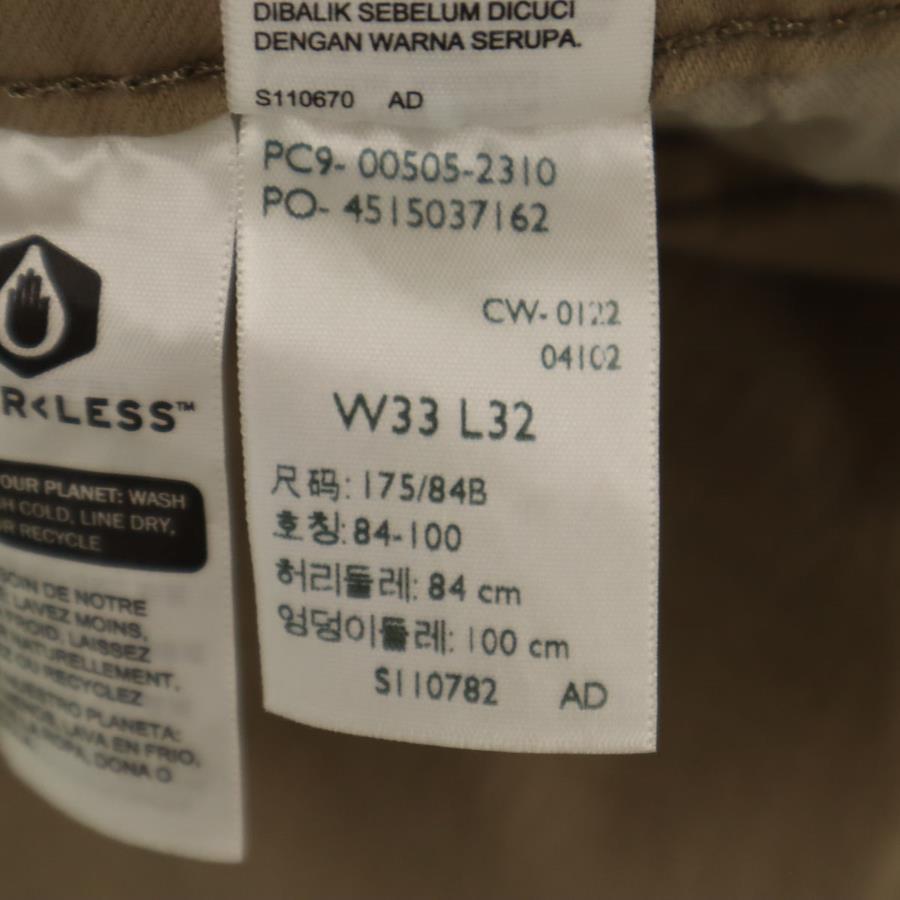 DIBALIK SEBELUM DICUCI
DENGAN WARNA SERUPA.
S110670 AD
PC9- 00505-2310
PO- 4515037162
CW- 0122
04102
W33 L32
尺码: 175/84B
호칭: 84-100
허리둘레: 84 cm
엉덩이둘레: 100 cm
S110782 AD
R<LESS™
OUR PLANET: WASH
COLD, LINE DRY,
RECYCLE
DE NOTRE
LAVEZ MOINS,
FROID, LAISSEZ
NATURELLEMENT,
OU RECYCLEZ
PLANETA:
LAVA EN FRIO,
ROPA, DONA O